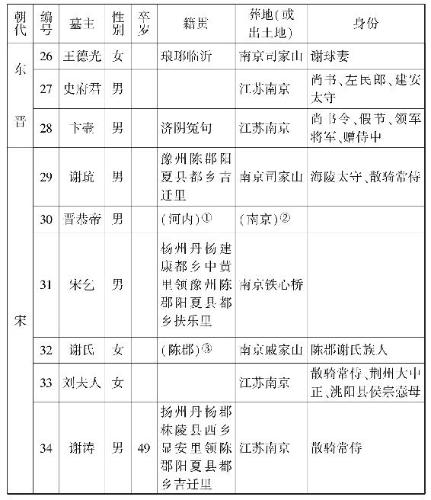 朝代
编号
墓主
性别
卒岁
籍贯
葬地(或
出土地)
身份
东晋
26 王德光 女 琅琊临沂 南京司家山 谢球妻
27 史府君 男 江苏南京
尚书、左民郎、建安
太守
28 卞壸 男 济阴冤句 江苏南京
尚书令、假节、领军
将军、赠侍中
宋
29 谢珫 男
豫州陈郡阳
夏县都乡吉
迁里
南京司家山 海陵太守、散骑常侍
30 晋恭帝 男 (河内)① (南京)②
31 宋乞 男
杨州丹杨建
康都乡中黄
里领豫州陈
郡阳夏县都
乡扶乐里
南京铁心桥
32 谢氏 女 (陈郡)③ 南京戚家山 陈郡谢氏族人
33 刘夫人 女 江苏南京
散骑常侍、荆州大中
正、洮阳县侯宗悫母
34 谢涛 男 49
扬州丹杨郡
秣陵县西乡
显安里领陈
郡阳夏县都
乡吉迁里
江苏南京 散骑常侍